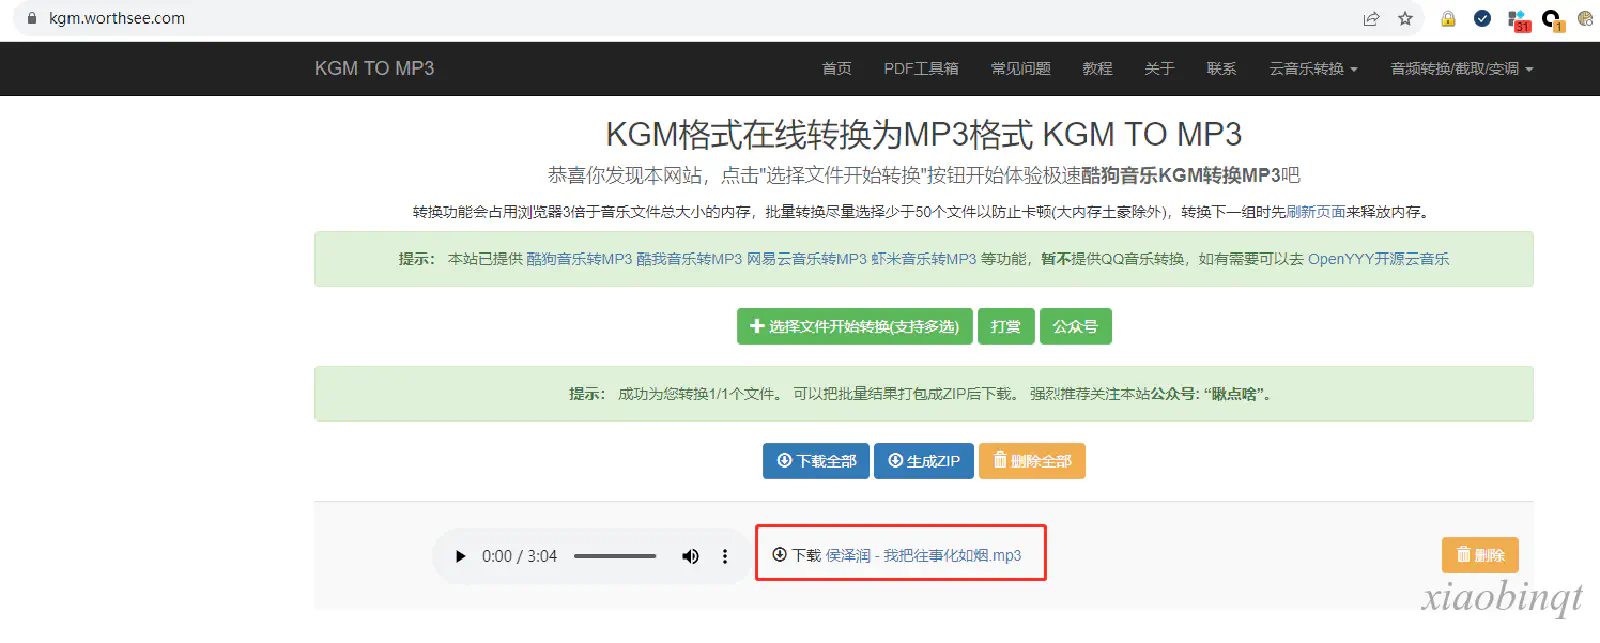 kgm.worthsee.com
31
1
KGM TO MP3 首页 PDF工具箱 常见问题 教程 关于 联系 云音乐转换 音频转换/截取/变调
KGM格式在线转换为MP3格式 KGM TO MP3
恭喜你发现本网站，点击"选择文件开始转换"按钮开始体验极速酷狗音乐KGM转换MP3吧
转换功能会占用浏览器3倍于音乐文件总大小的内存，批量转换尽量选择少于50个文件以防止卡顿(大内存土豪除外)，转换下一组时先刷新页面来释放内存。
提示： 本站已提供 酷狗音乐转MP3 酷我音乐转MP3 网易云音乐转MP3 虾米音乐转MP3 等功能，暂不提供QQ音乐转换，如有需要可以去 OpenYYY开源云音乐
选择文件开始转换(支持多选) 打赏 公众号
提示： 成功为您转换1/1个文件。 可以把批量结果打包成ZIP后下载。 强烈推荐关注本站公众号: “瞅点啥”。
下载全部 生成ZIP 删除全部
0:00 / 3:04 下载 侯泽润 - 我把往事化如烟.mp3 删除
xiaobinqt